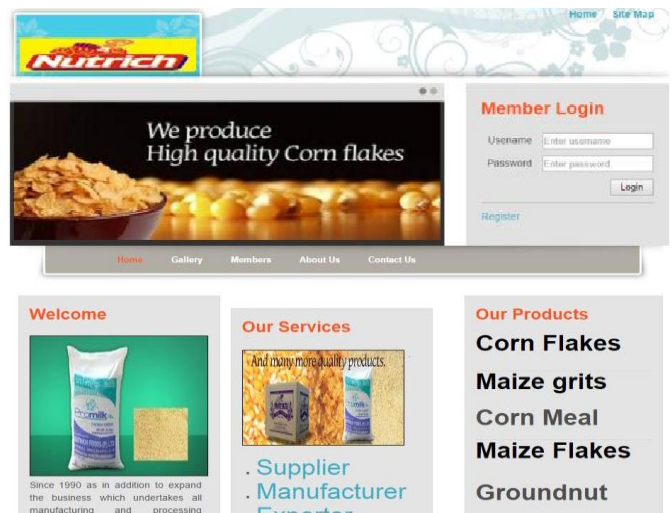 Home Site Map
Nutrich
We produce
High quality Corn flakes
Member Login
Username Enter username
Password Enter password
Login
Register
Home Gallery Members About Us Contact Us
Welcome
Promilk
Since 1990 as in addition to expand
the business which undertakes all
manufacturing and processing
Our Services
And many more quality products.
. Supplier
. Manufacturer
. Exporter
Our Products
Corn Flakes
Maize grits
Corn Meal
Maize Flakes
Groundnut